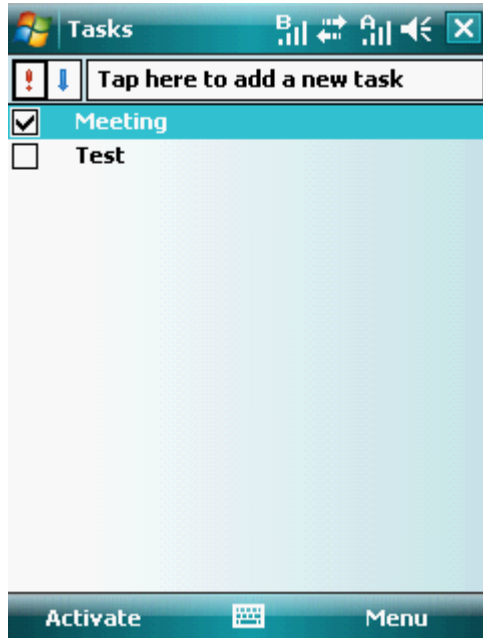 Tasks B A
Tap here to add a new task
Meeting
Test
Activate Menu